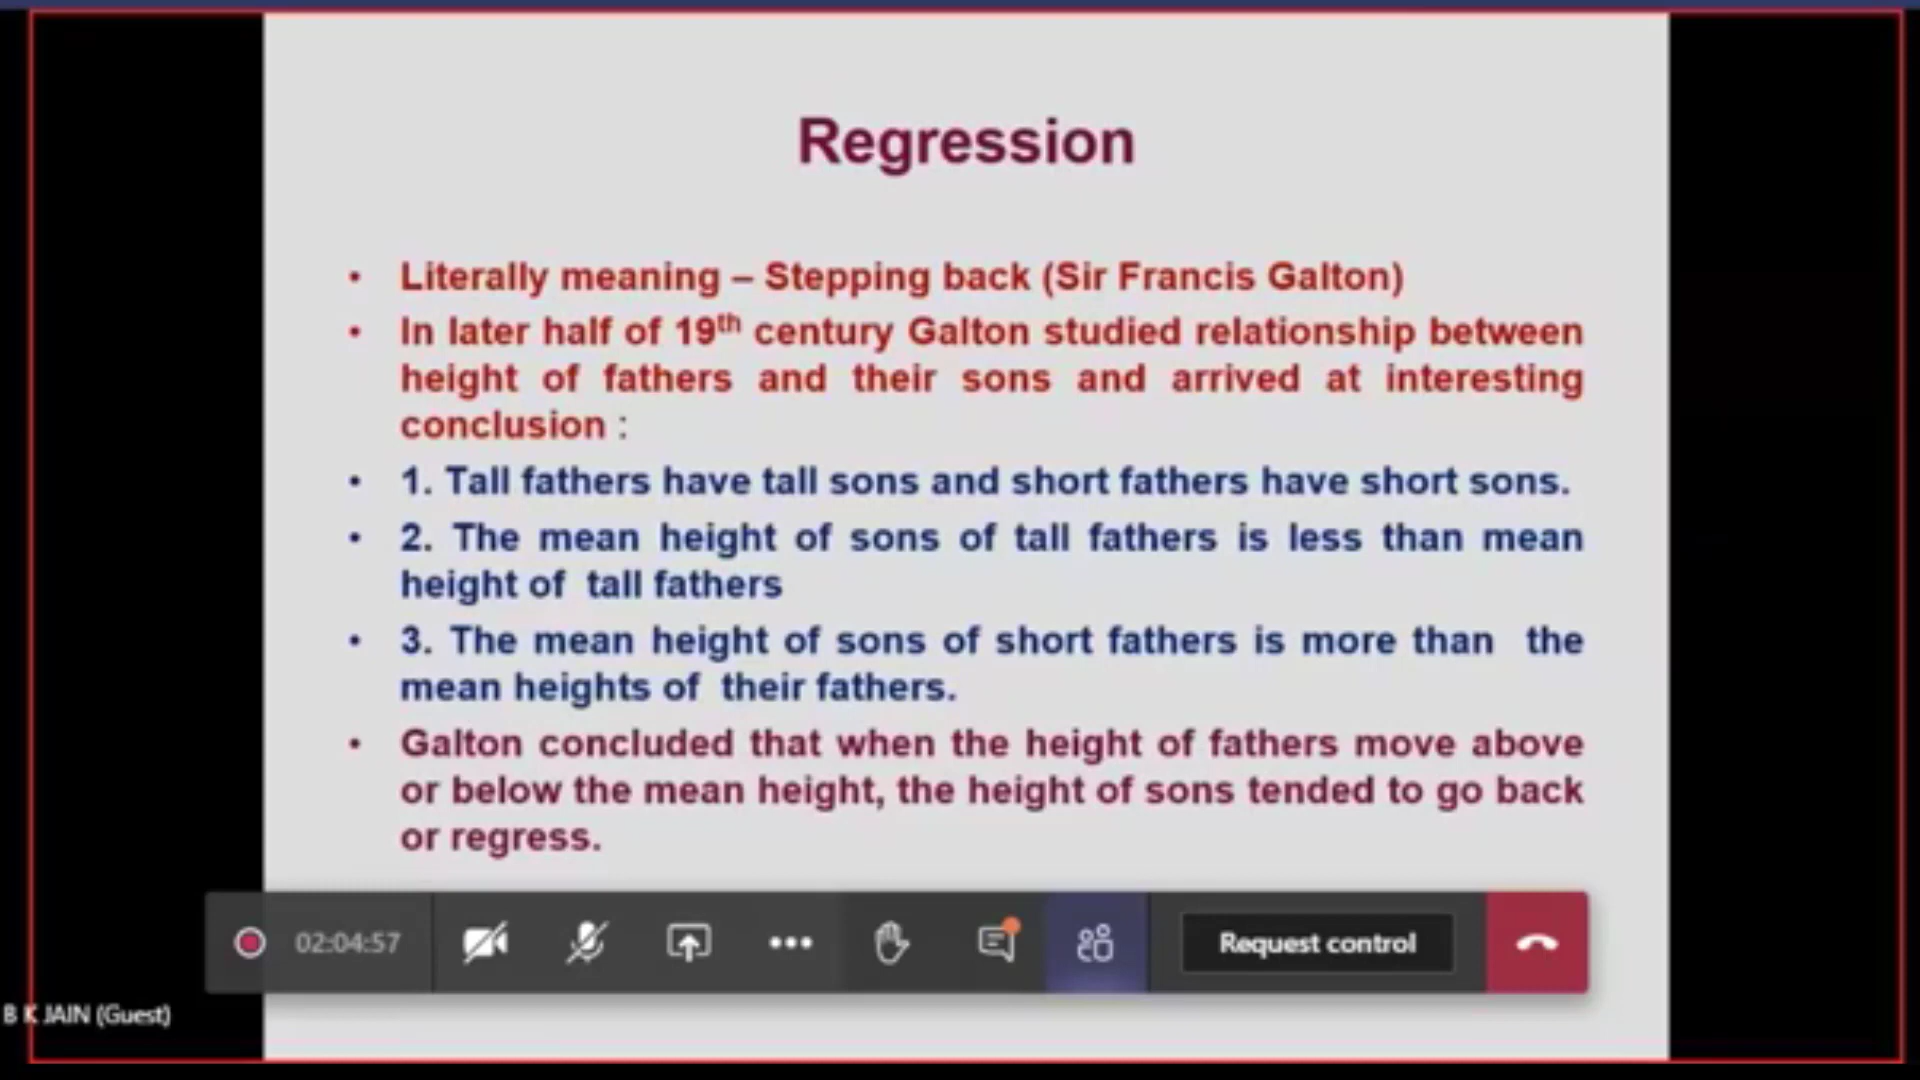 Regression
• Literally meaning – Stepping back (Sir Francis Galton)
• In later half of 19th century Galton studied relationship between
height of fathers and their sons and arrived at interesting
conclusion :
• 1. Tall fathers have tall sons and short fathers have short sons.
• 2. The mean height of sons of tall fathers is less than mean
height of tall fathers
• 3. The mean height of sons of short fathers is more than the
mean heights of their fathers.
• Galton concluded that when the height of fathers move above
or below the mean height, the height of sons tended to go back
or regress.
02:04:57
Request control
B K JAIN (Guest)